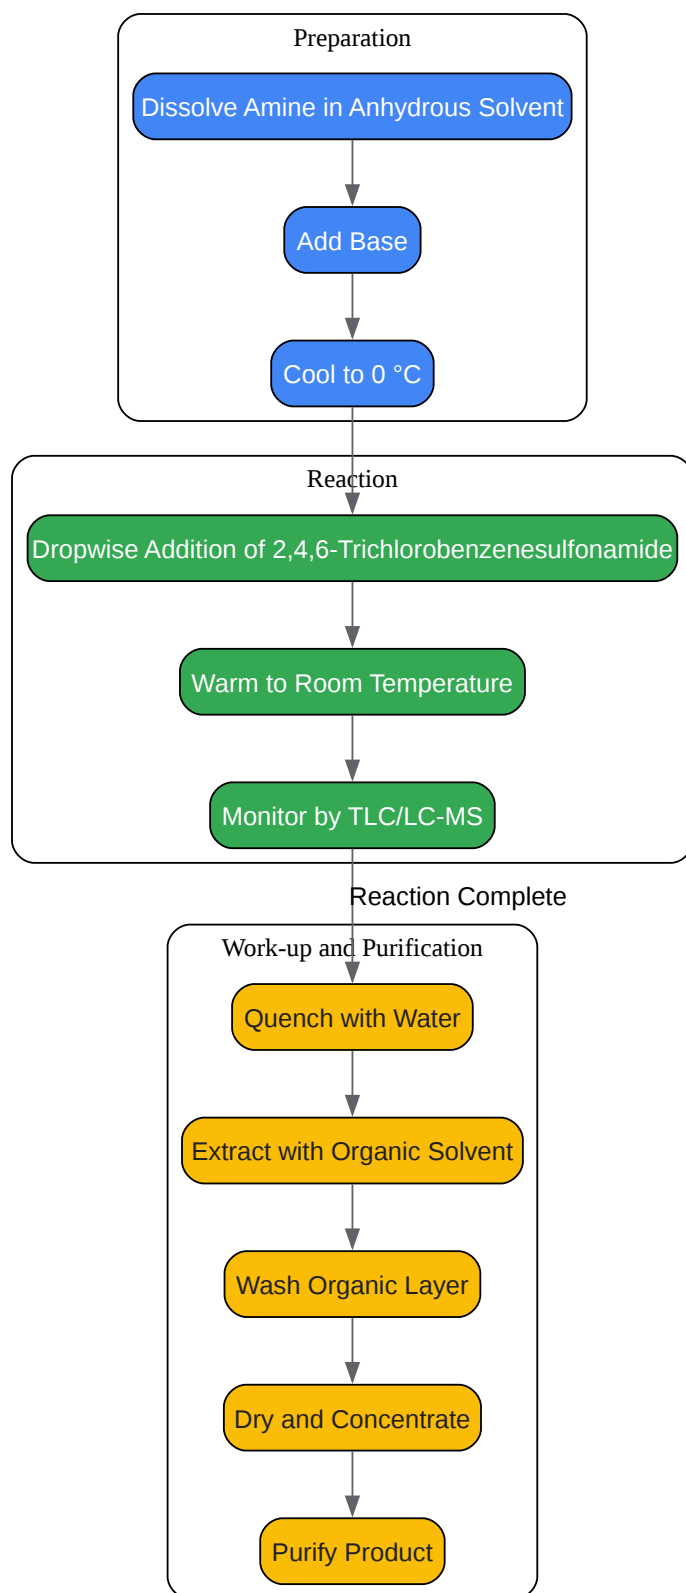 Preparation
Dissolve Amine in Anhydrous Solvent
Add Base
Cool to 0 °C
Reaction
Dropwise Addition of 2,4,6-Trichlorobenzenesulfonamide
Warm to Room Temperature
Monitor by TLC/LC-MS
Reaction Complete
Work-up and Purification
Quench with Water
Extract with Organic Solvent
Wash Organic Layer
Dry and Concentrate
Purify Product